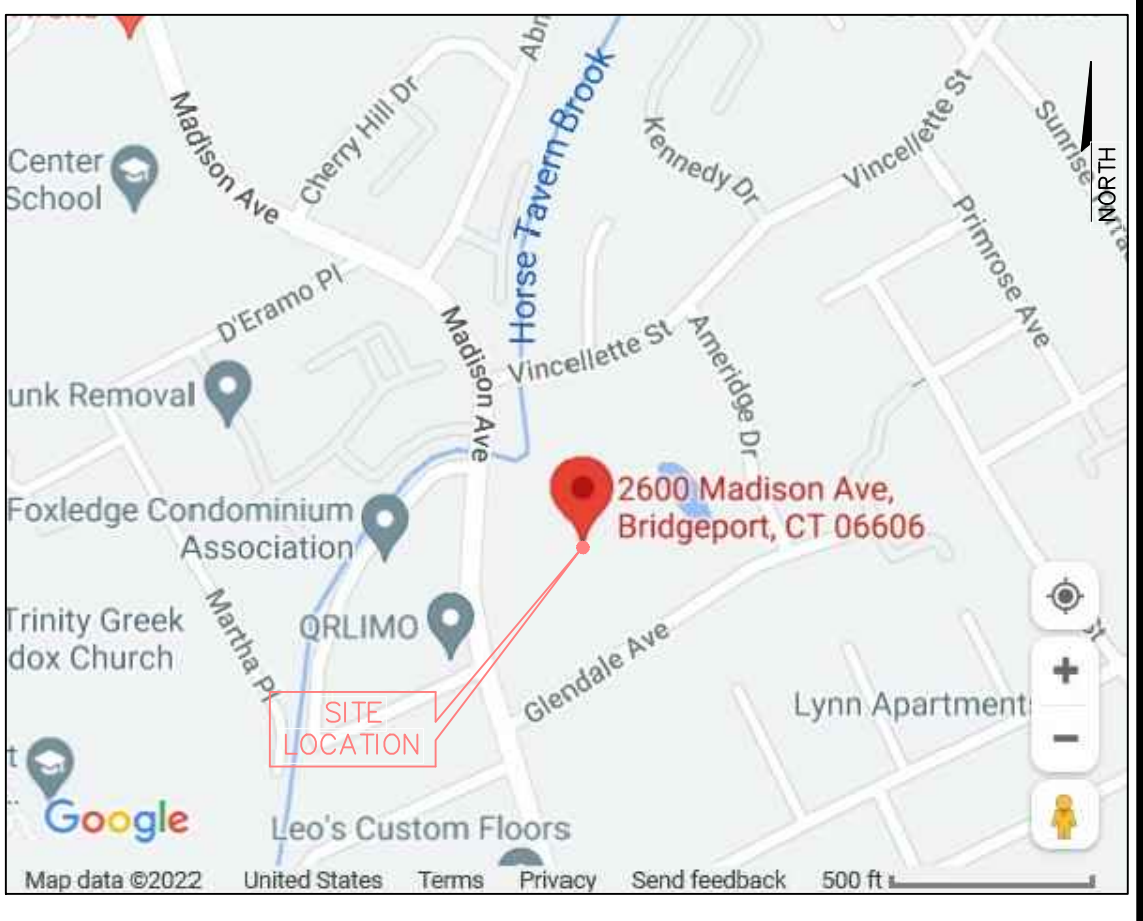 Abn
Madison Ave
Cherry Hill Dr
Horse Tavern Brook
Kennedy Dr
Vincellette St
Sunrise
NORTH
Center
School
Primrose Ave
D'Eramo Pl
Madison Ave
Vincellette St
Ameridge Dr
unk Removal
2600 Madison Ave,
Bridgeport, CT 06606
Foxledge Condominium
Association
Trinity Greek
dox Church
Martha Pl
QRLIMO
Glendale Ave
St
SITE
LOCATION
Lynn Apartments
t
Google
Leo's Custom Floors
Map data ©2022 United States Terms Privacy Send feedback 500 ft